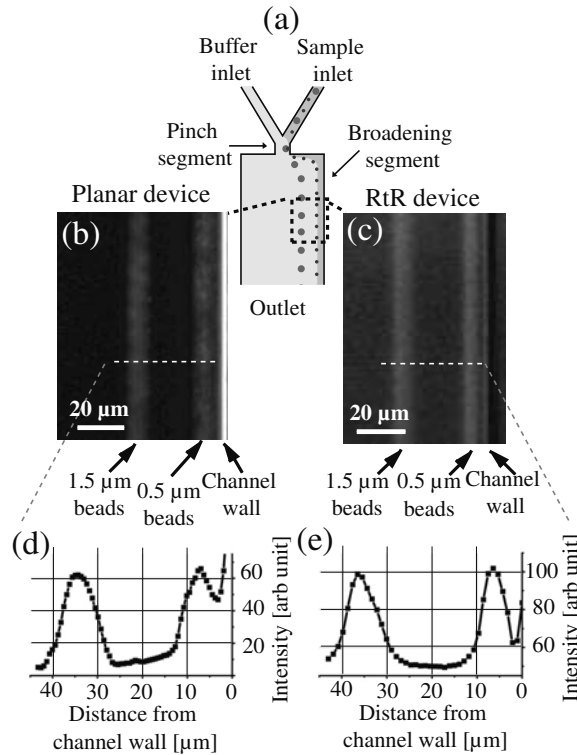 (a)
Buffer
inlet
Sample
inlet
Pinch
segment
Broadening
segment
Planar device
RtR device
(b)
(c)
Outlet
20 µm
20 µm
1.5 µm
beads
0.5 µm
beads
Channel
wall
1.5 µm
beads
0.5 µm
beads
Channel
wall
(d)
60
40
20
Intensity [arb unit]
40 30 20 10 0
Distance from
channel wall [µm]
(e)
100
80
60
Intensity [arb unit]
40 30 20 10 0
Distance from
channel wall [µm]